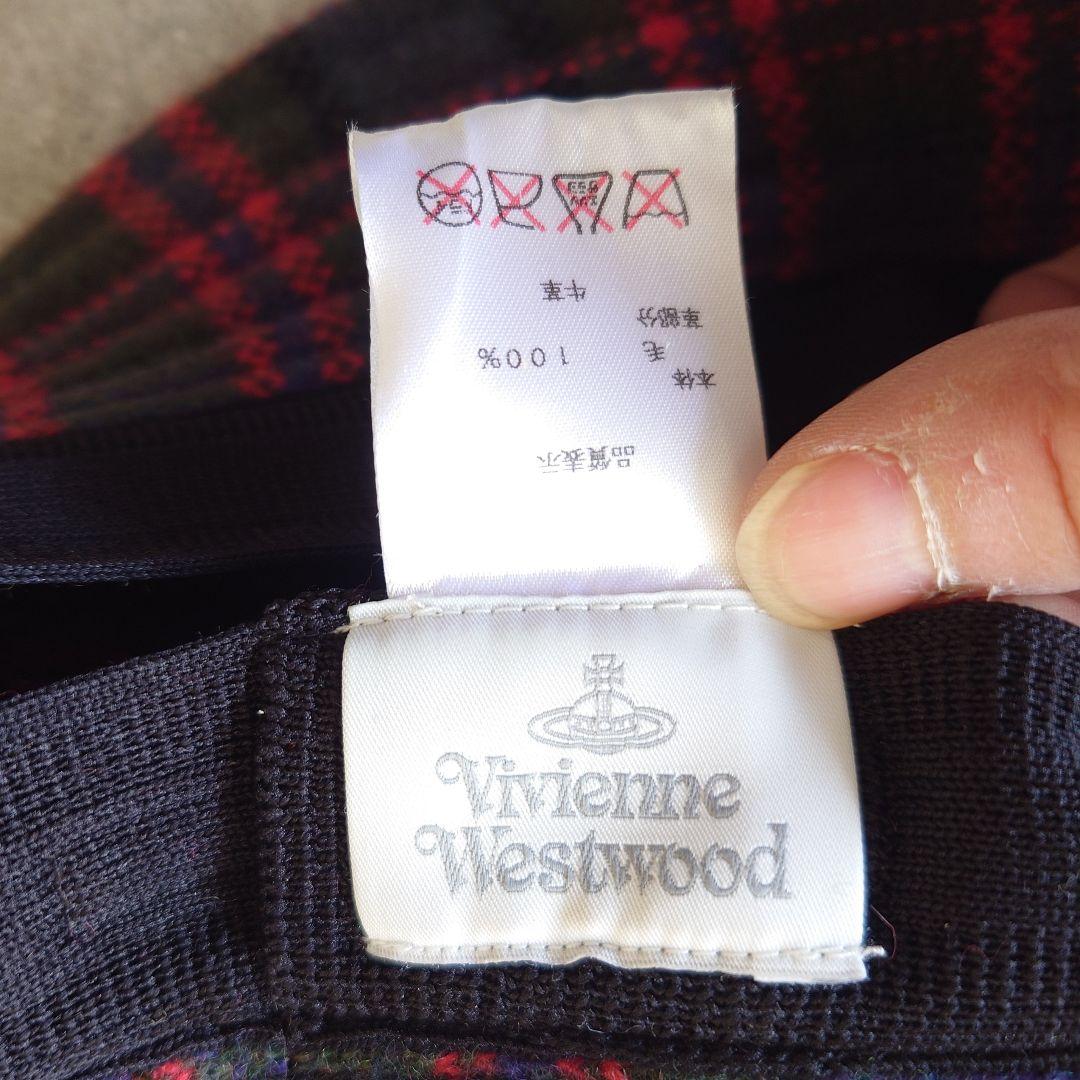 品質表示
本体
毛 100%
革部分
牛革
Vivienne
Westwood